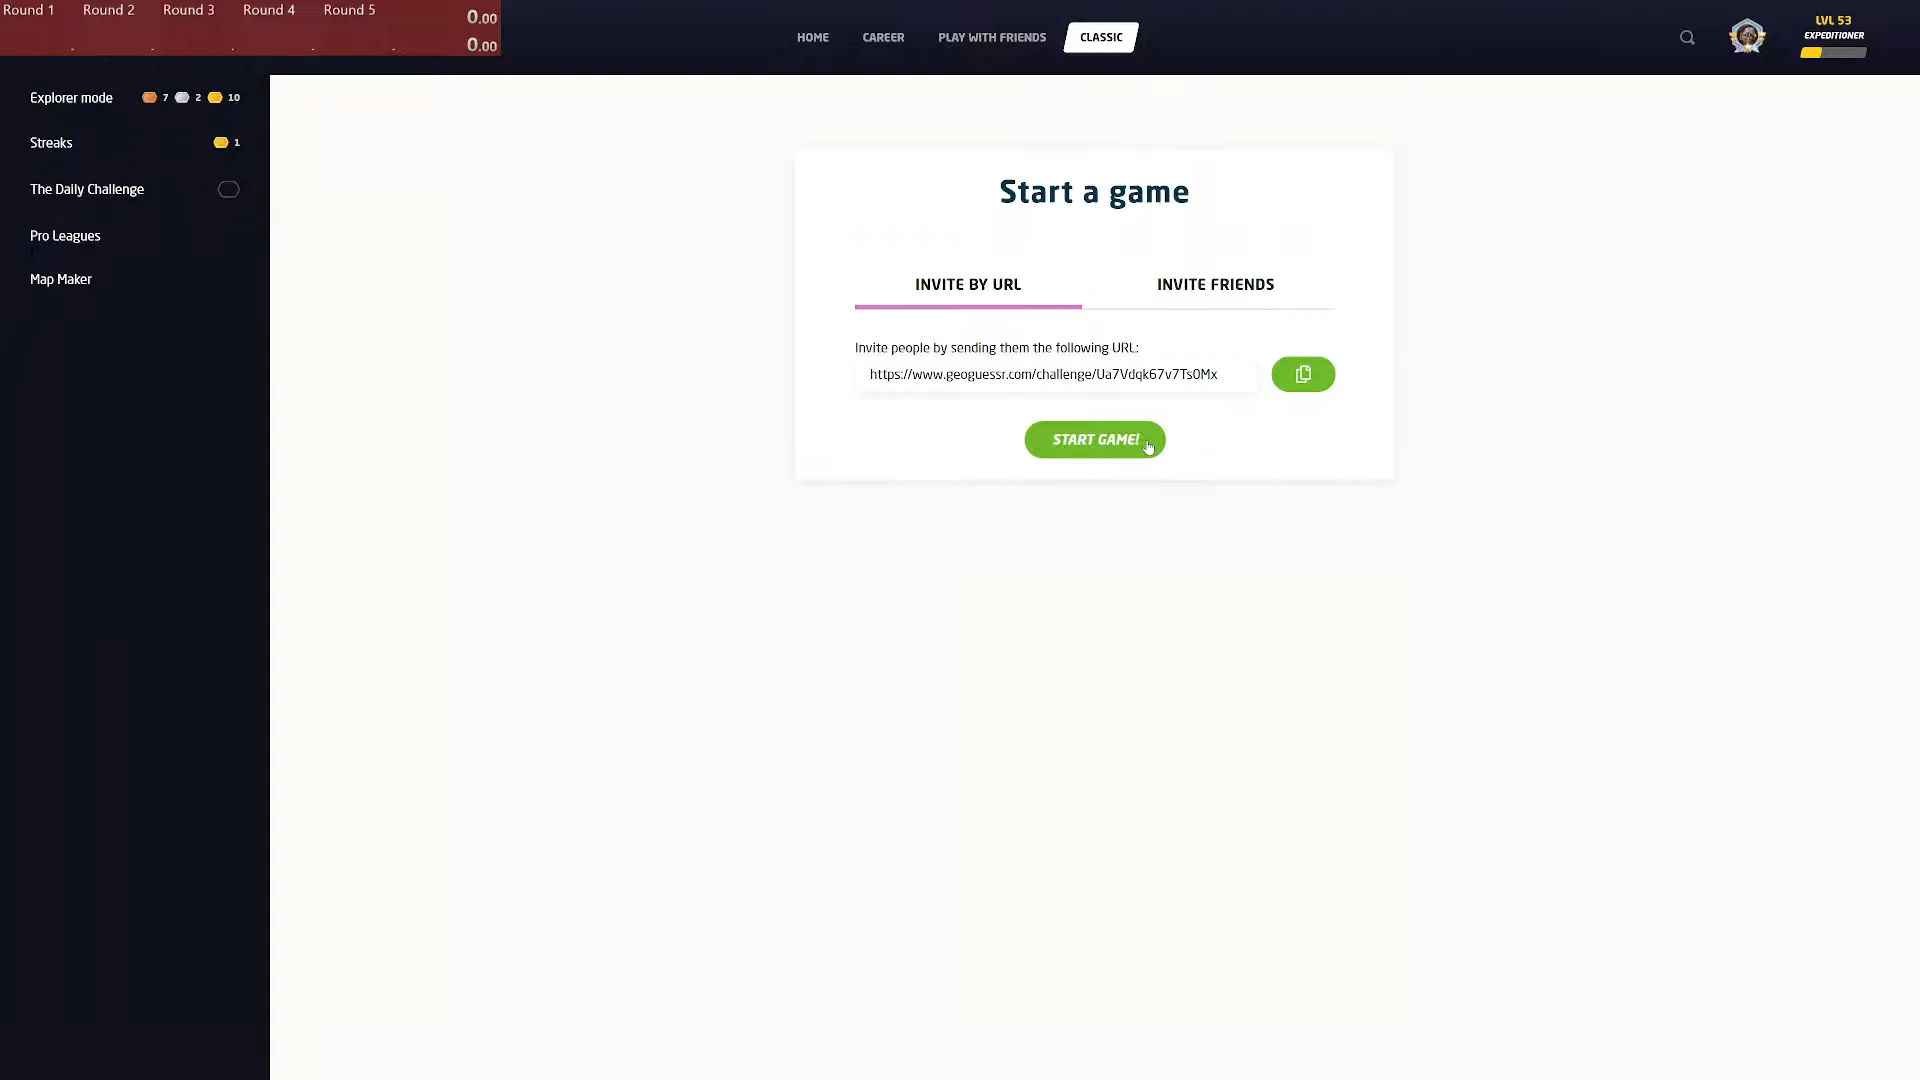 Round 1 Round 2 Round 3 Round 4 Round 5 0.00
- - - - - 0.00
HOME CAREER PLAY WITH FRIENDS CLASSIC
LVL 53
EXPEDITIONER
Explorer mode 7 2 10
Streaks 1
The Daily Challenge
Pro Leagues
Map Maker
Start a game
INVITE BY URL INVITE FRIENDS
Invite people by sending them the following URL:
https://www.geoguessr.com/challenge/Ua7Vdqk67v7Ts0Mx
START GAME!